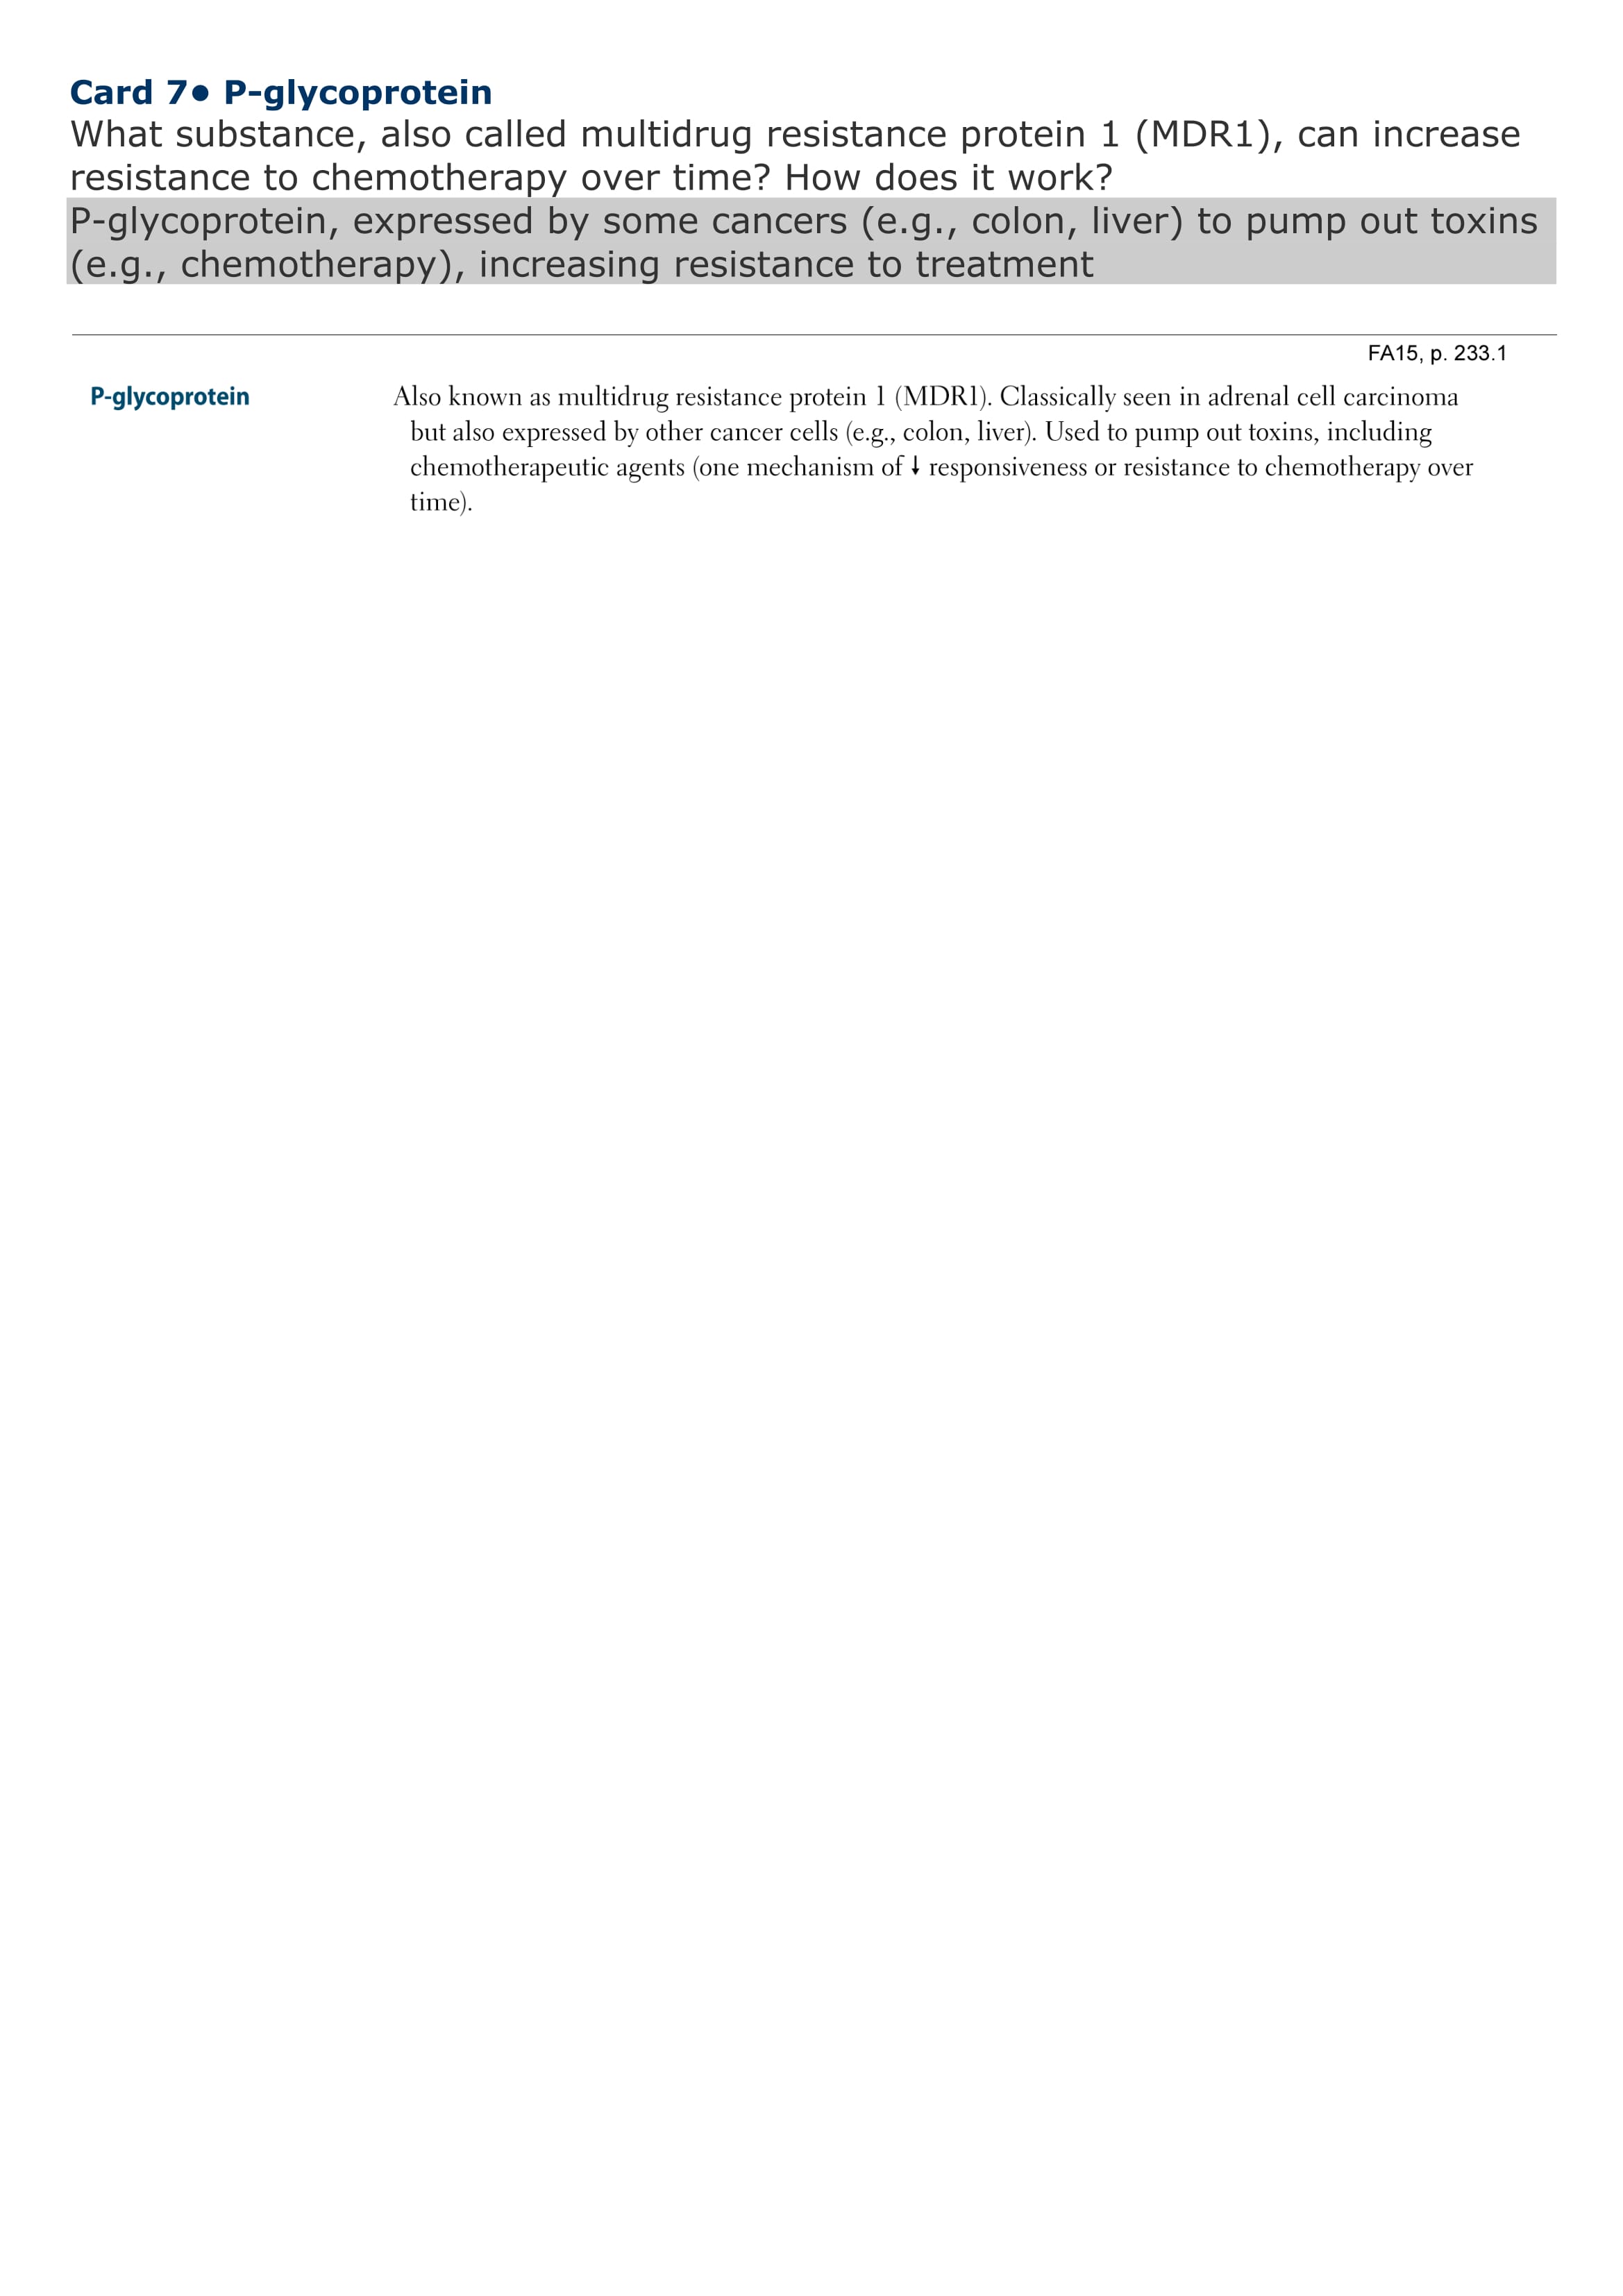 Card 7● P-glycoprotein
What substance, also called multidrug resistance protein 1 (MDR1), can increase
resistance to chemotherapy over time? How does it work?
P-glycoprotein, expressed by some cancers (e.g., colon, liver) to pump out toxins
(e.g., chemotherapy), increasing resistance to treatment
FA15, p. 233.1
P-glycoprotein Also known as multidrug resistance protein 1 (MDR1). Classically seen in adrenal cell carcinoma
but also expressed by other cancer cells (e.g., colon, liver). Used to pump out toxins, including
chemotherapeutic agents (one mechanism of ↓ responsiveness or resistance to chemotherapy over
time).